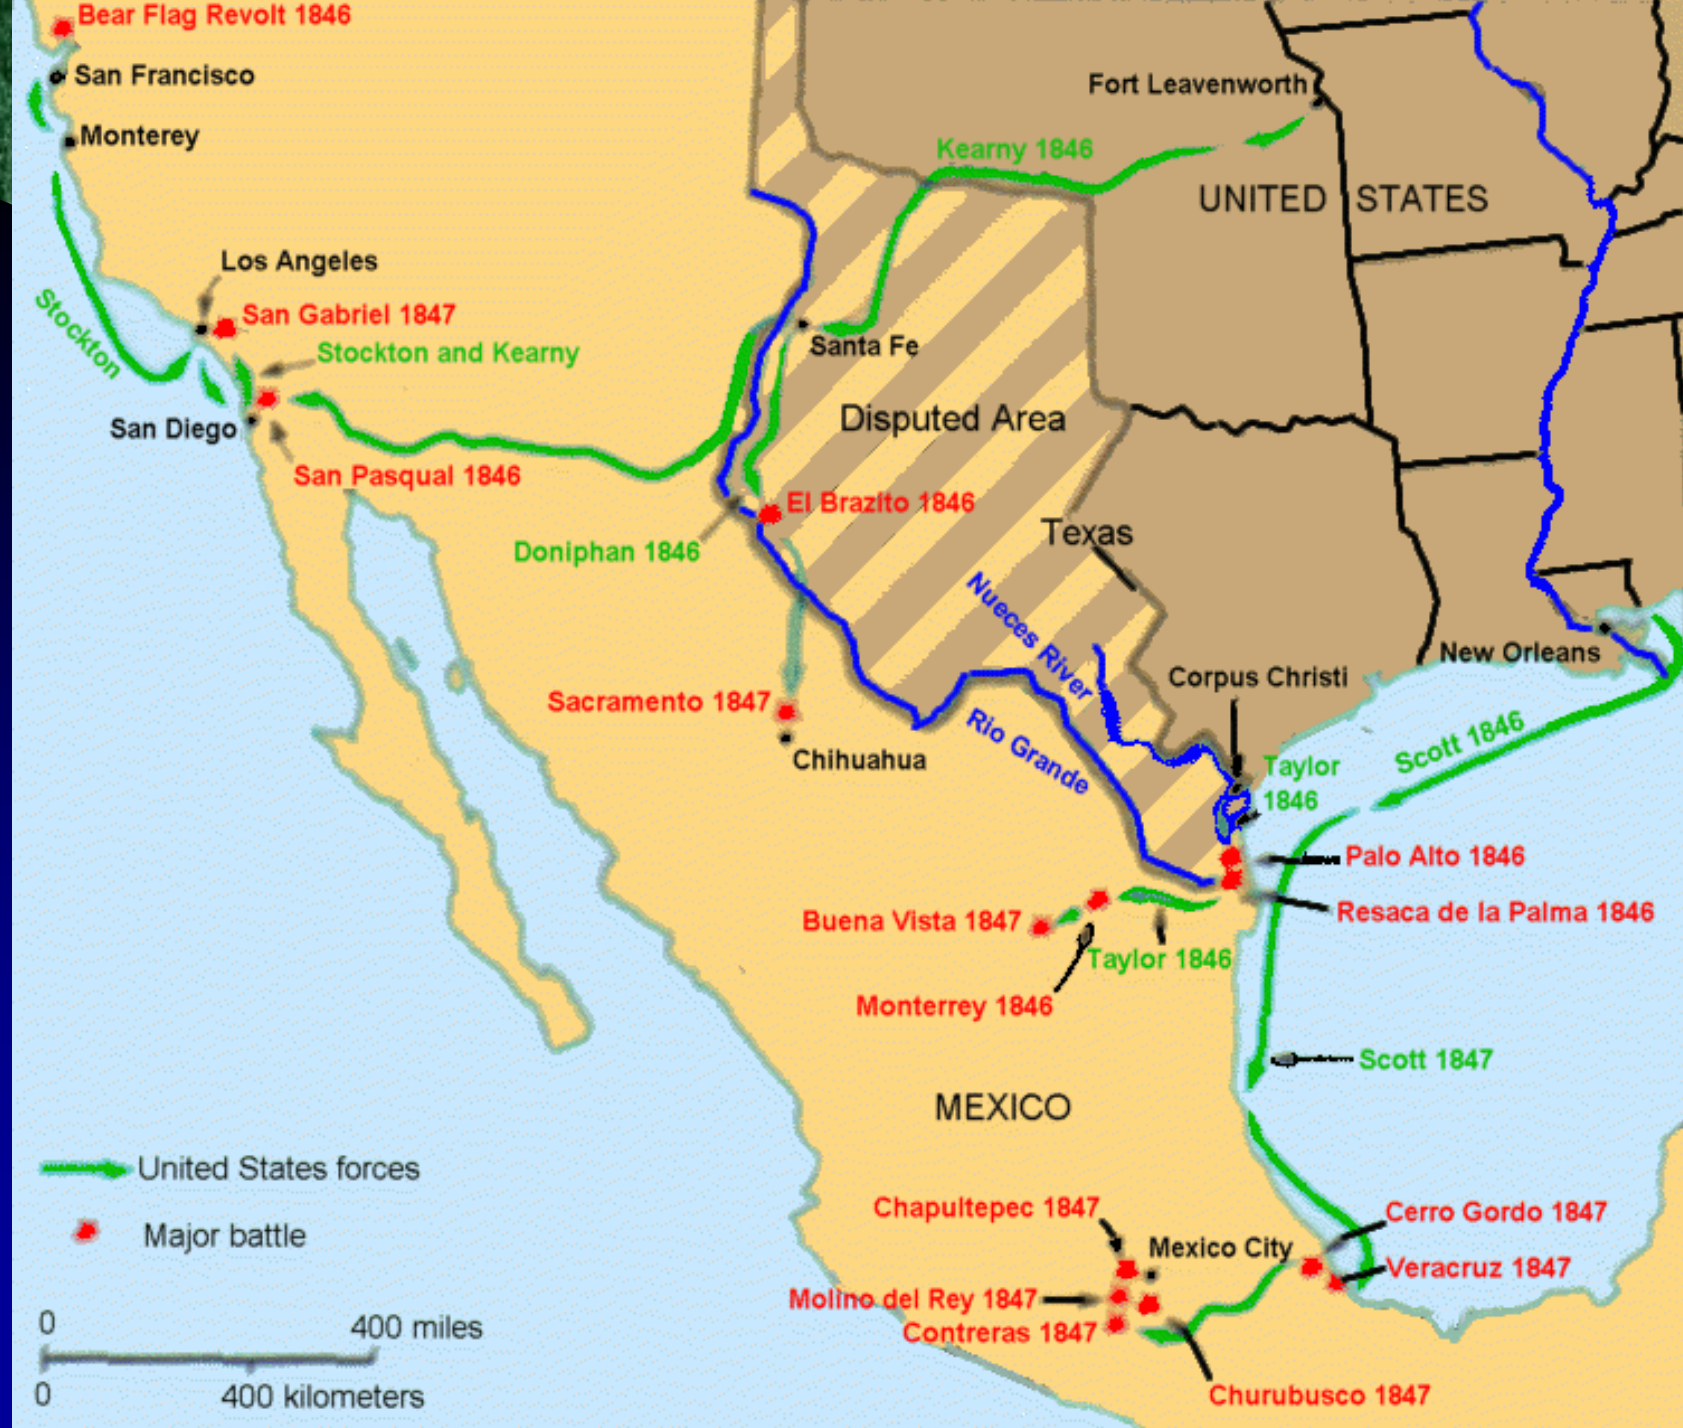 Bear Flag Revolt 1846
San Francisco
Fort Leavenworth
Monterey
Kearny 1846
UNITED STATES
Los Angeles
San Gabriel 1847
Stockton
Stockton and Kearny
Santa Fe
Disputed Area
San Diego
San Pasqual 1846
El Brazito 1846
Texas
Doniphan 1846
Nueces River
New Orleans
Corpus Christi
Sacramento 1847
Rio Grande
Chihuahua
Scott 1846
Taylor
1846
Palo Alto 1846
Resaca de la Palma 1846
Buena Vista 1847
Taylor 1846
Monterrey 1846
Scott 1847
MEXICO
United States forces
Major battle
Chapultepec 1847
Cerro Gordo 1847
Mexico City
Veracruz 1847
Molino del Rey 1847
Contreras 1847
Churubusco 1847
0 400 miles
0 400 kilometers